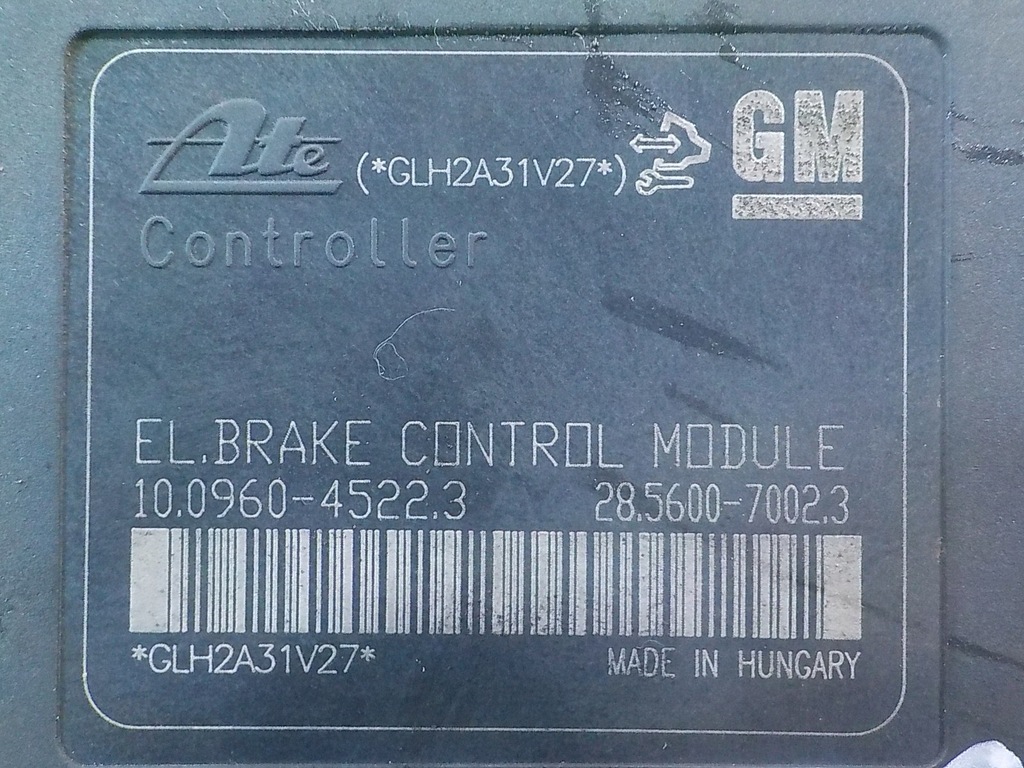 Ate (*GLH2A31V27*) GM
Controller
EL.BRAKE CONTROL MODULE
10.0960-4522.3 28.5600-7002.3
*GLH2A31V27* MADE IN HUNGARY